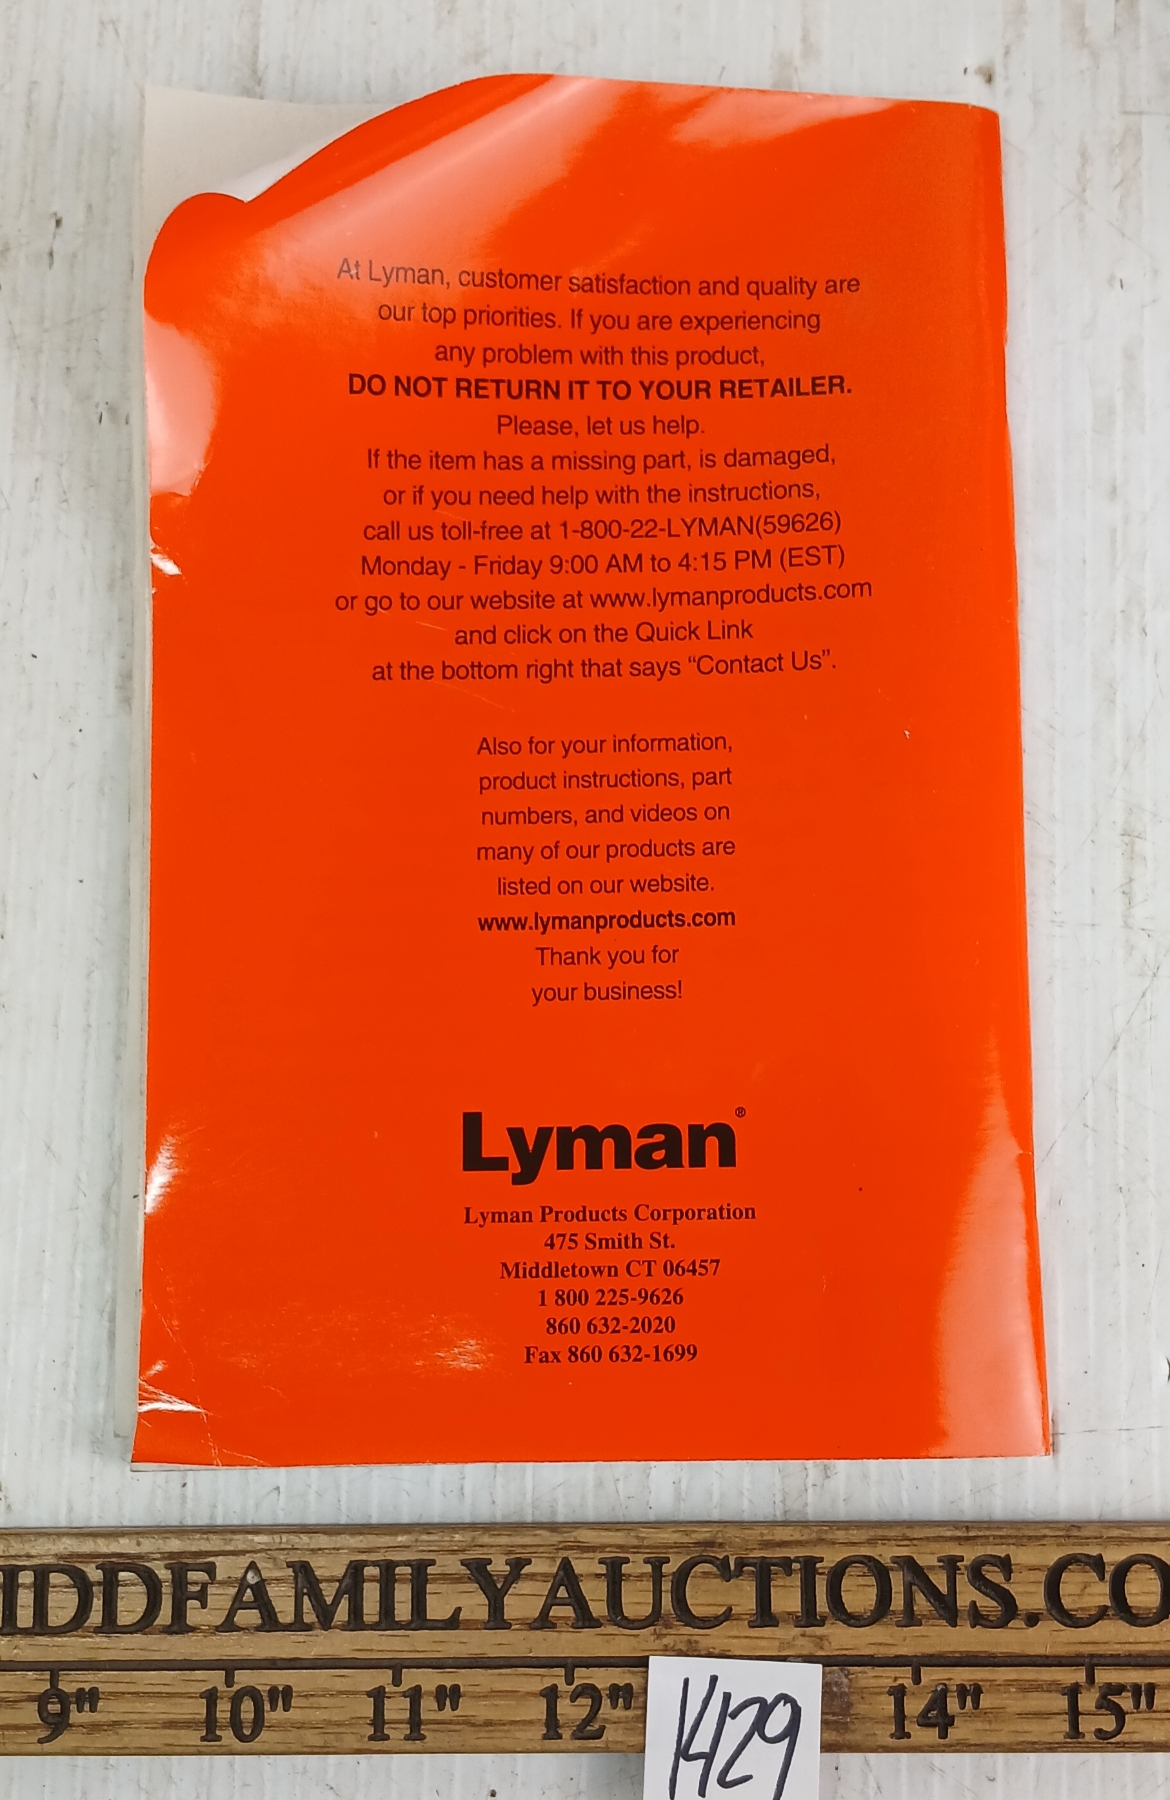 At Lyman, customer satisfaction and quality are
our top priorities. If you are experiencing
any problem with this product,
DO NOT RETURN IT TO YOUR RETAILER.
Please, let us help.
If the item has a missing part, is damaged,
or if you need help with the instructions,
call us toll-free at 1-800-22-LYMAN(59626)
Monday - Friday 9:00 AM to 4:15 PM (EST)
or go to our website at www.lymanproducts.com
and click on the Quick Link
at the bottom right that says “Contact Us”.
Also for your information,
product instructions, part
numbers, and videos on
many of our products are
listed on our website.
www.lymanproducts.com
Thank you for
your business!
Lyman®
Lyman Products Corporation
475 Smith St.
Middletown CT 06457
1 800 225-9626
860 632-2020
Fax 860 632-1699
IDDFAMILYAUCTIONS.CO
9" 10" 11" 12" 14" 15"
K429